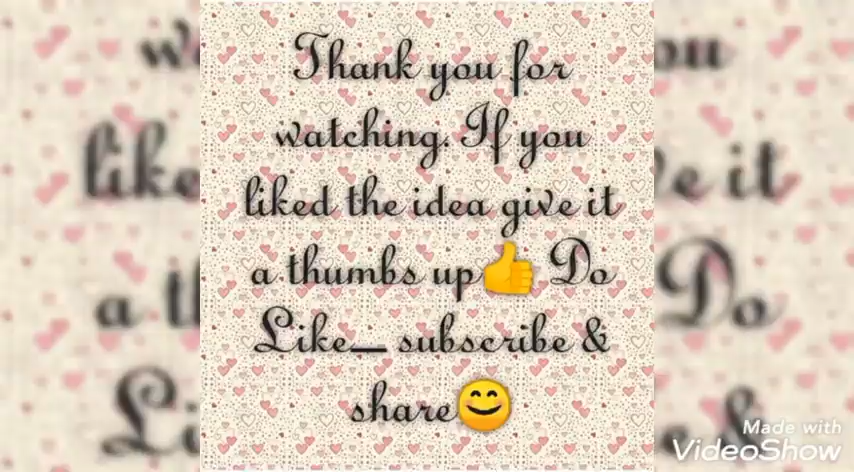 Thank you for
watching. If you
liked the idea give it
a thumbs up👍 Do
Like_ subscribe &
share😊
Made with
VideoShow